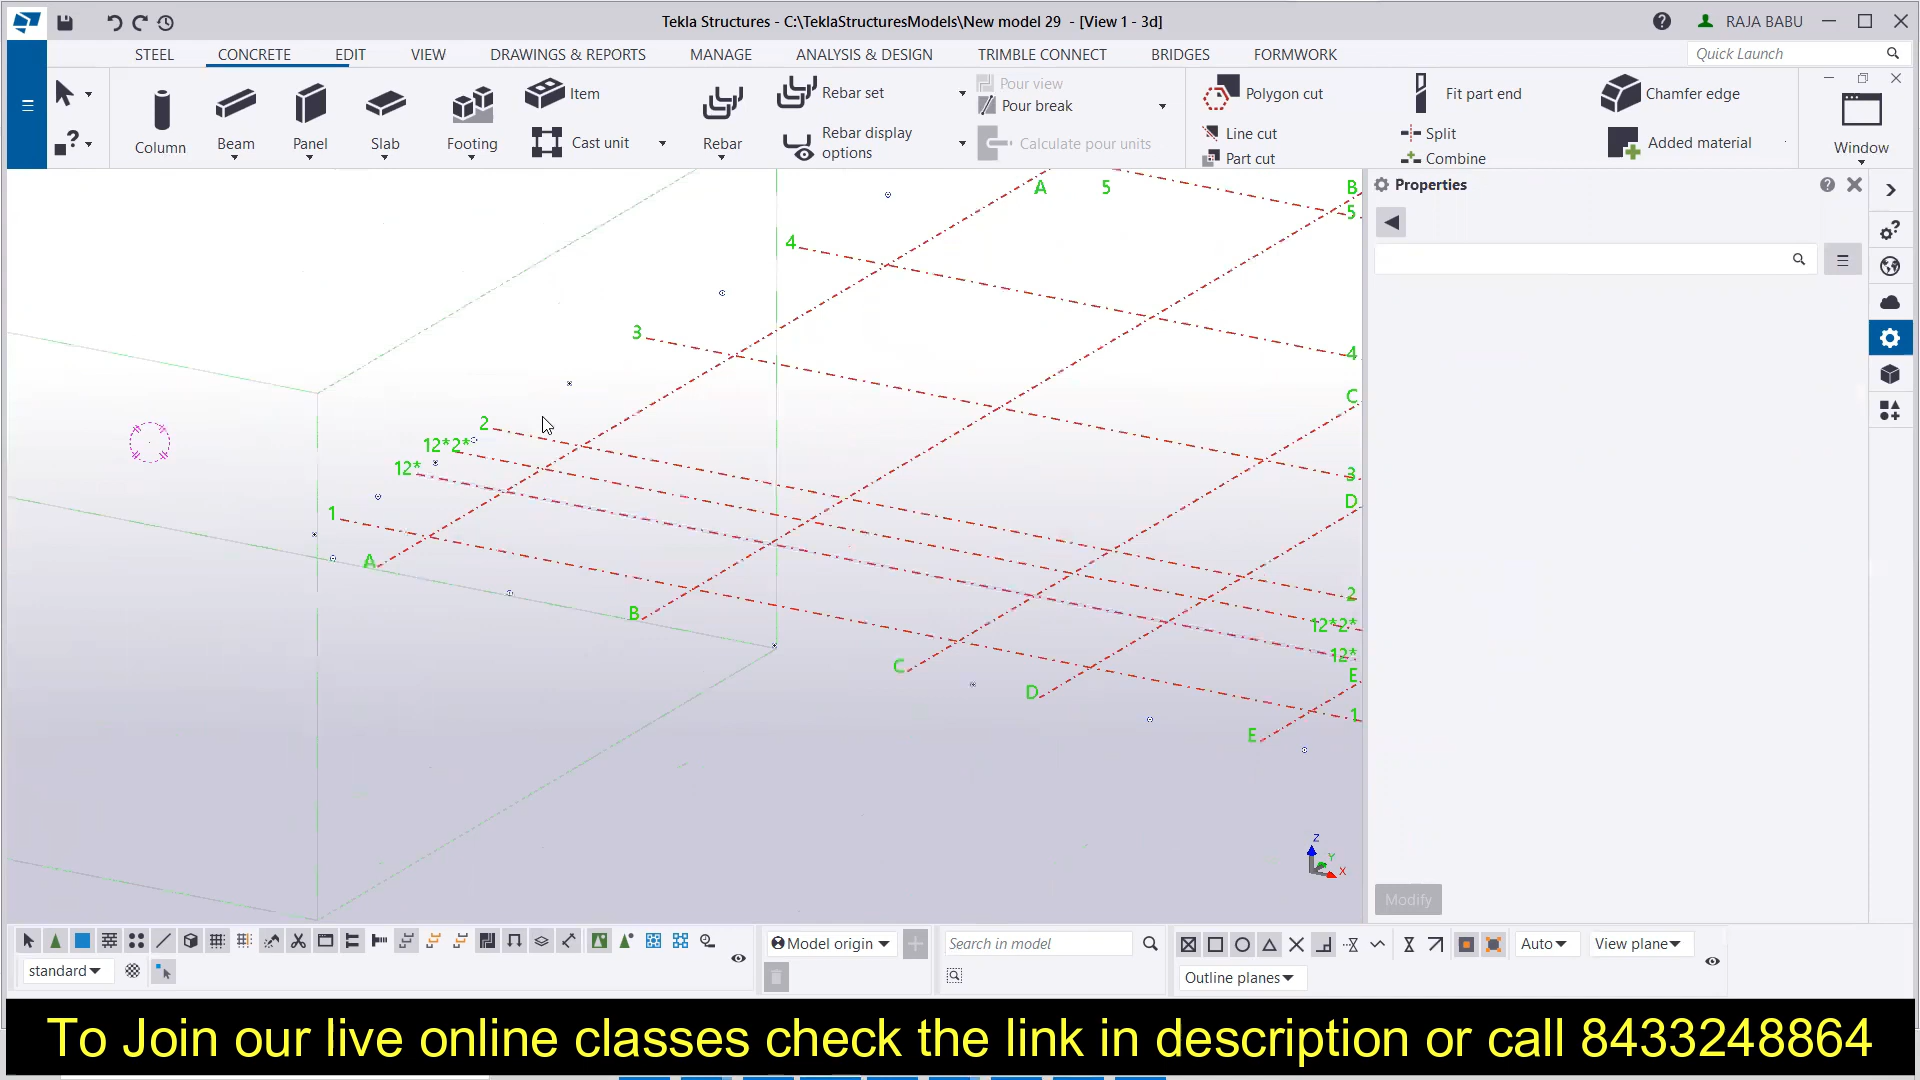 Tekla Structures - C:\TeklaStructuresModels\New model 29 - [View 1 - 3d]
RAJA BABU
STEEL CONCRETE EDIT VIEW DRAWINGS & REPORTS MANAGE ANALYSIS & DESIGN TRIMBLE CONNECT BRIDGES FORMWORK
Quick Launch
Column
Beam
Panel
Slab
Footing
Item
Cast unit
Rebar
Rebar set
Rebar display
options
Pour view
Pour break
Calculate pour units
Polygon cut
Line cut
Part cut
Fit part end
Split
Combine
Chamfer edge
Added material
Window
Properties
A 5 B
5
4
3
4
C
2
12*2*
12*
3
D
1
A
B
2
12*2*
12*
C
E
D
1
E
Z
Y
X
Modify
Model origin
Search in model
Auto
View plane
standard
Outline planes
To Join our live online classes check the link in description or call 8433248864